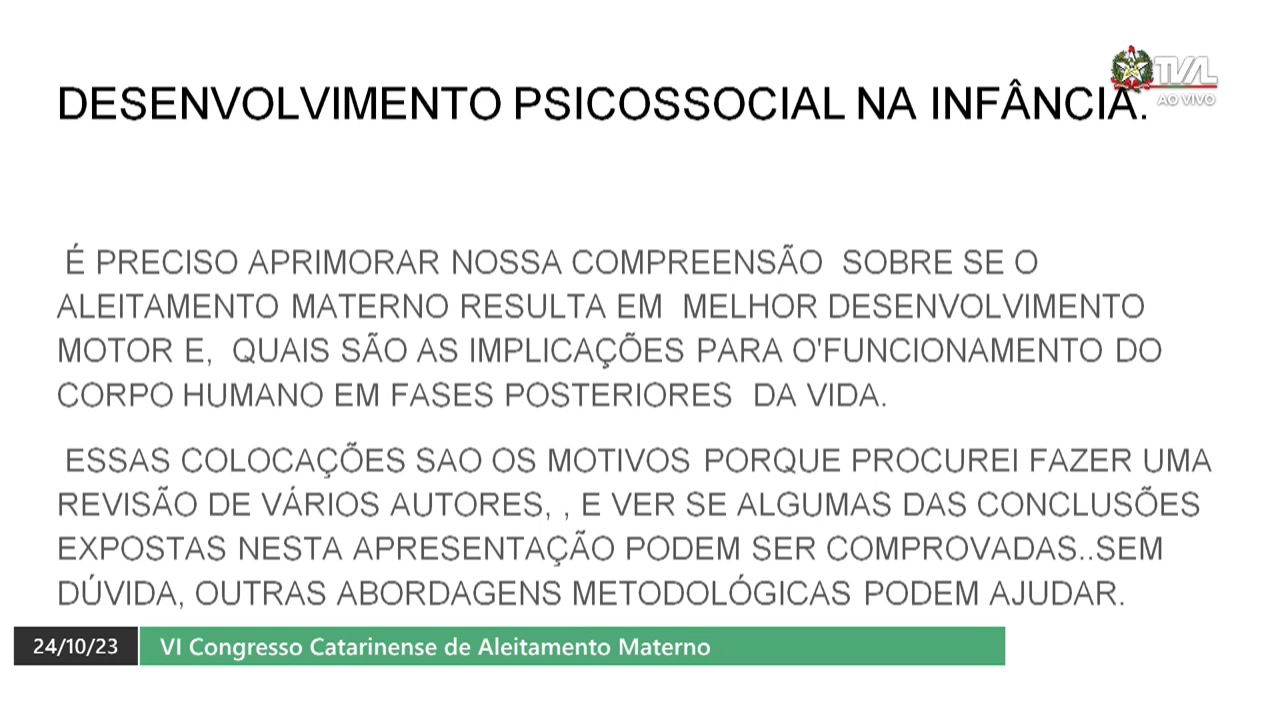 TVAL
AO VIVO
DESENVOLVIMENTO PSICOSSOCIAL NA INFÂNCIA.
É PRECISO APRIMORAR NOSSA COMPREENSÃO  SOBRE SE O
ALEITAMENTO MATERNO RESULTA EM  MELHOR DESENVOLVIMENTO
MOTOR E,  QUAIS SÃO AS IMPLICAÇÕES PARA O'FUNCIONAMENTO DO
CORPO HUMANO EM FASES POSTERIORES  DA VIDA.
ESSAS COLOCAÇÕES SAO OS MOTIVOS PORQUE PROCUREI FAZER UMA
REVISÃO DE VÁRIOS AUTORES, , E VER SE ALGUMAS DAS CONCLUSÕES
EXPOSTAS NESTA APRESENTAÇÃO PODEM SER COMPROVADAS..SEM
DÚVIDA, OUTRAS ABORDAGENS METODOLÓGICAS PODEM AJUDAR.
24/10/23 VI Congresso Catarinense de Aleitamento Materno